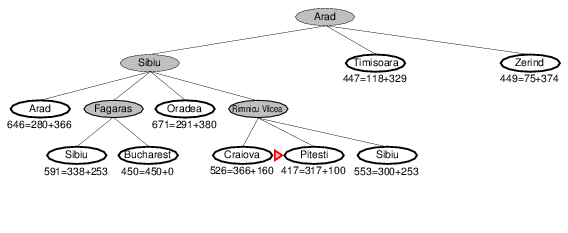 Arad
Sibiu
Timisoara
Zerind
447=118+329
449=75+374
Arad
Fagaras
Oradea
Rimnicu Vilcea
646=280+366
671=291+380
Sibiu
Bucharest
Craiova
Pitesti
Sibiu
591=338+253
450=450+0
526=366+160
417=317+100
553=300+253